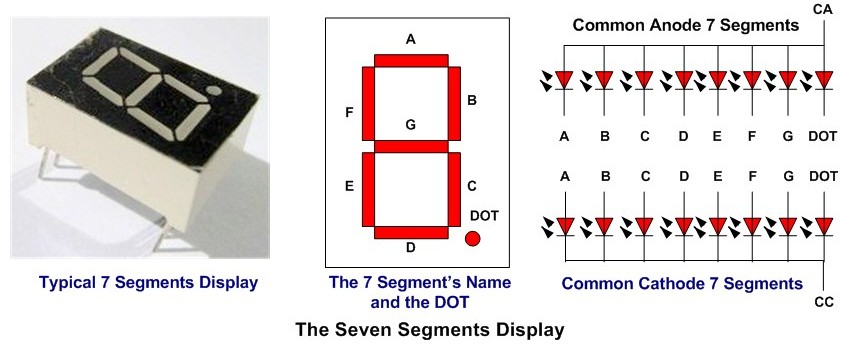 Typical 7 Segments Display
A
F
B
G
E
C
DOT
D
The 7 Segment's Name
and the DOT
CA
Common Anode 7 Segments
A B C D E F G DOT
A B C D E F G DOT
Common Cathode 7 Segments
CC
The Seven Segments Display